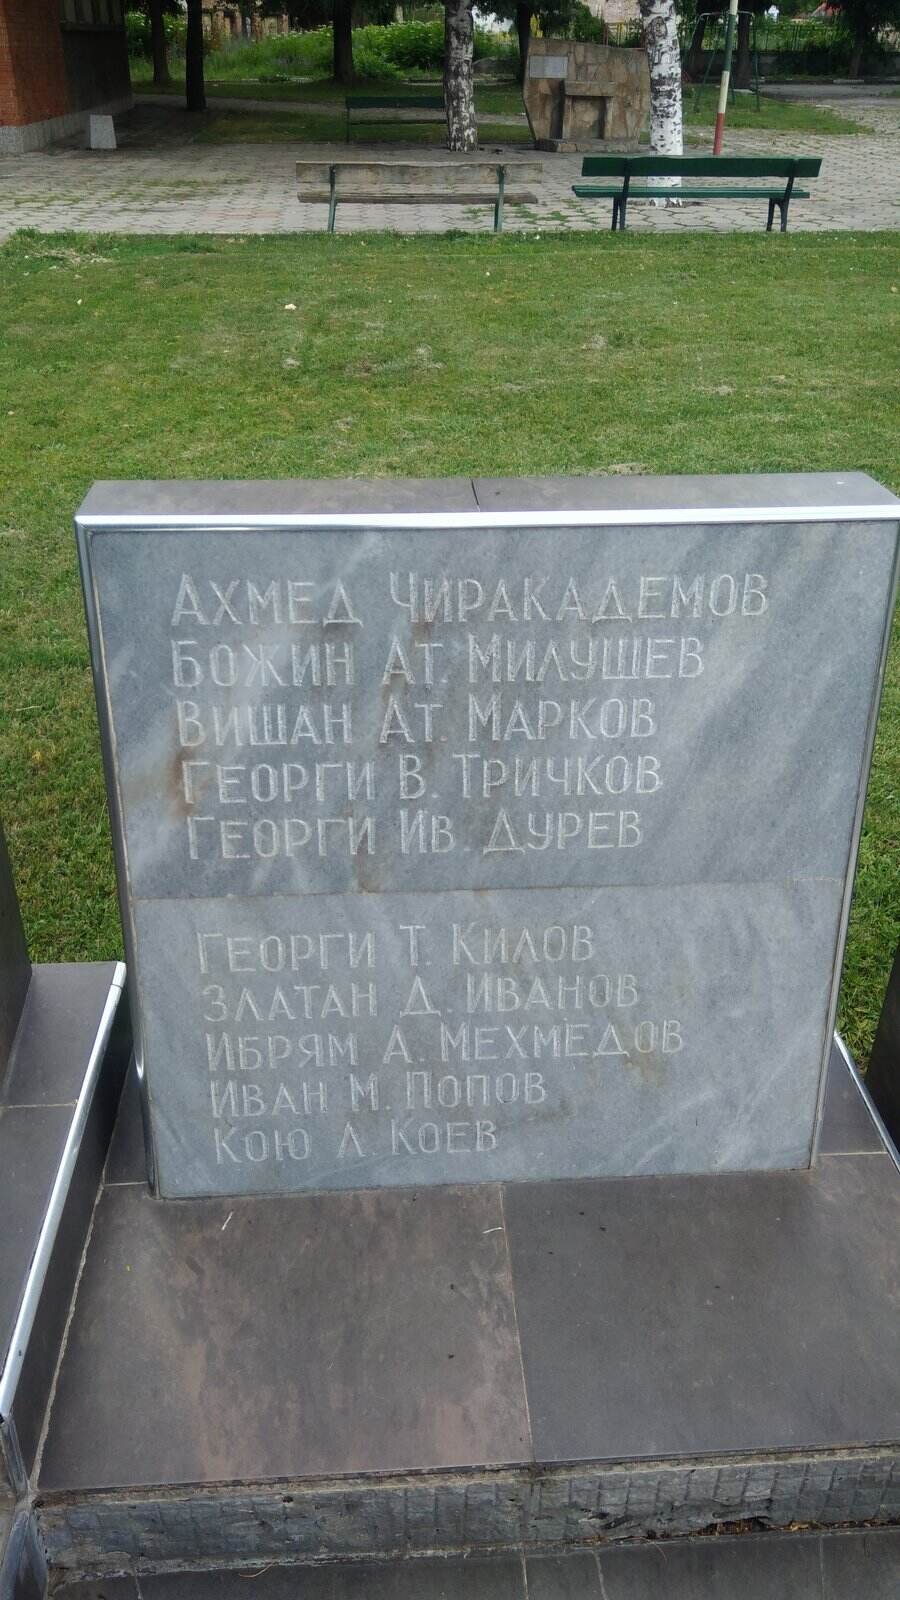 Ахмед Чиракадемов
Божин Ат. Милушев
Вишан Ат. Марков
Георги В. Тричков
Георги Ив. Дурев
Георги Т. Килов
Златан Д. Иванов
Ибрям А. Мехмедов
Иван М. Попов
Кою Л. Коев